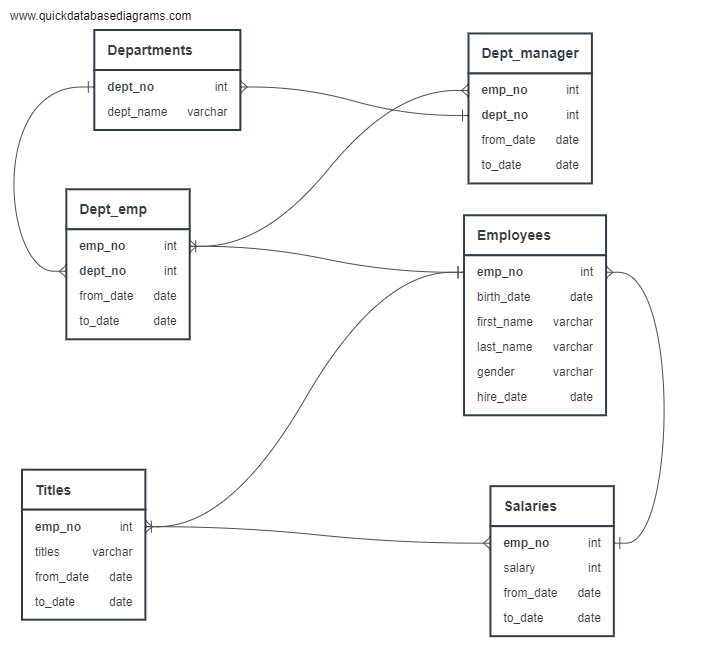 www.quickdatabasediagrams.com
Departments
dept_no int
dept_name varchar
Dept_manager
emp_no int
dept_no int
from_date date
to_date date
Dept_emp
emp_no int
dept_no int
from_date date
to_date date
Employees
emp_no int
birth_date date
first_name varchar
last_name varchar
gender varchar
hire_date date
Titles
emp_no int
titles varchar
from_date date
to_date date
Salaries
emp_no int
salary int
from_date date
to_date date